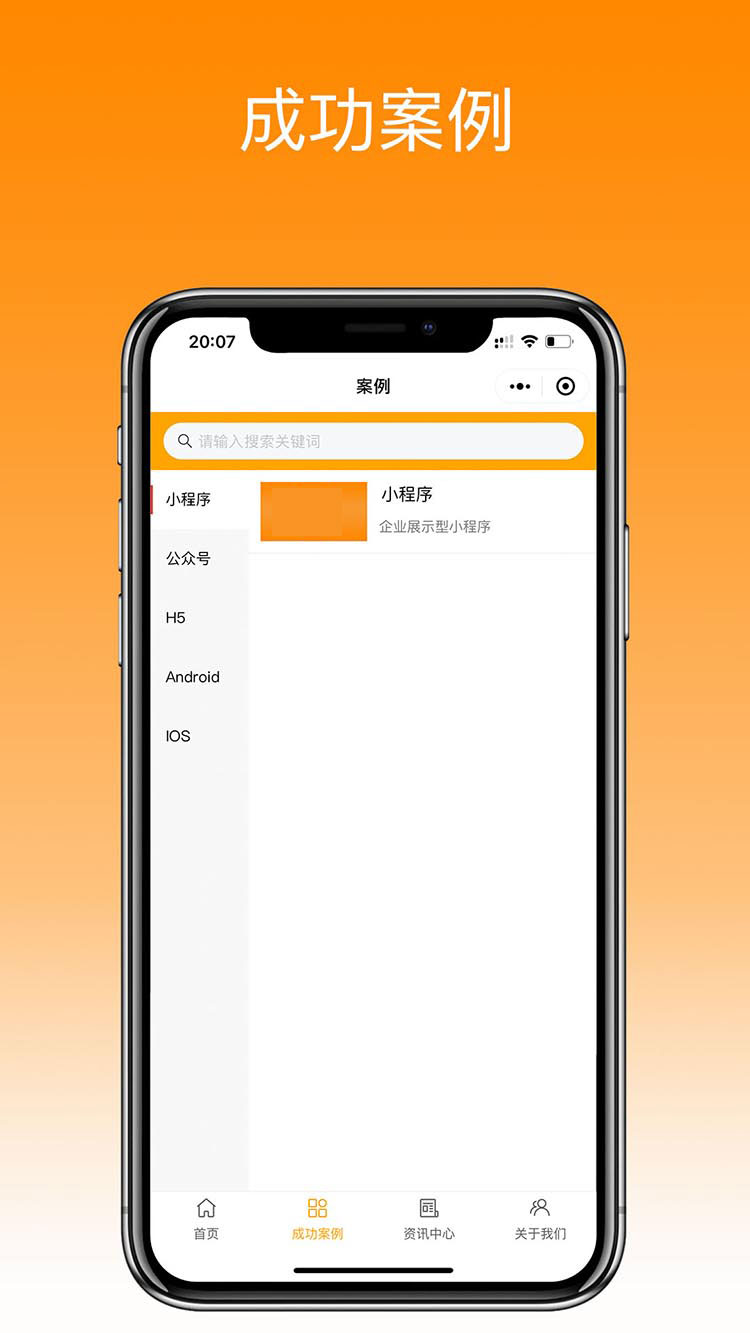 成功案例
20:07
案例
请输入搜索关键词
小程序
小程序
企业展示型小程序
公众号
H5
Android
IOS
首页
成功案例
资讯中心
关于我们